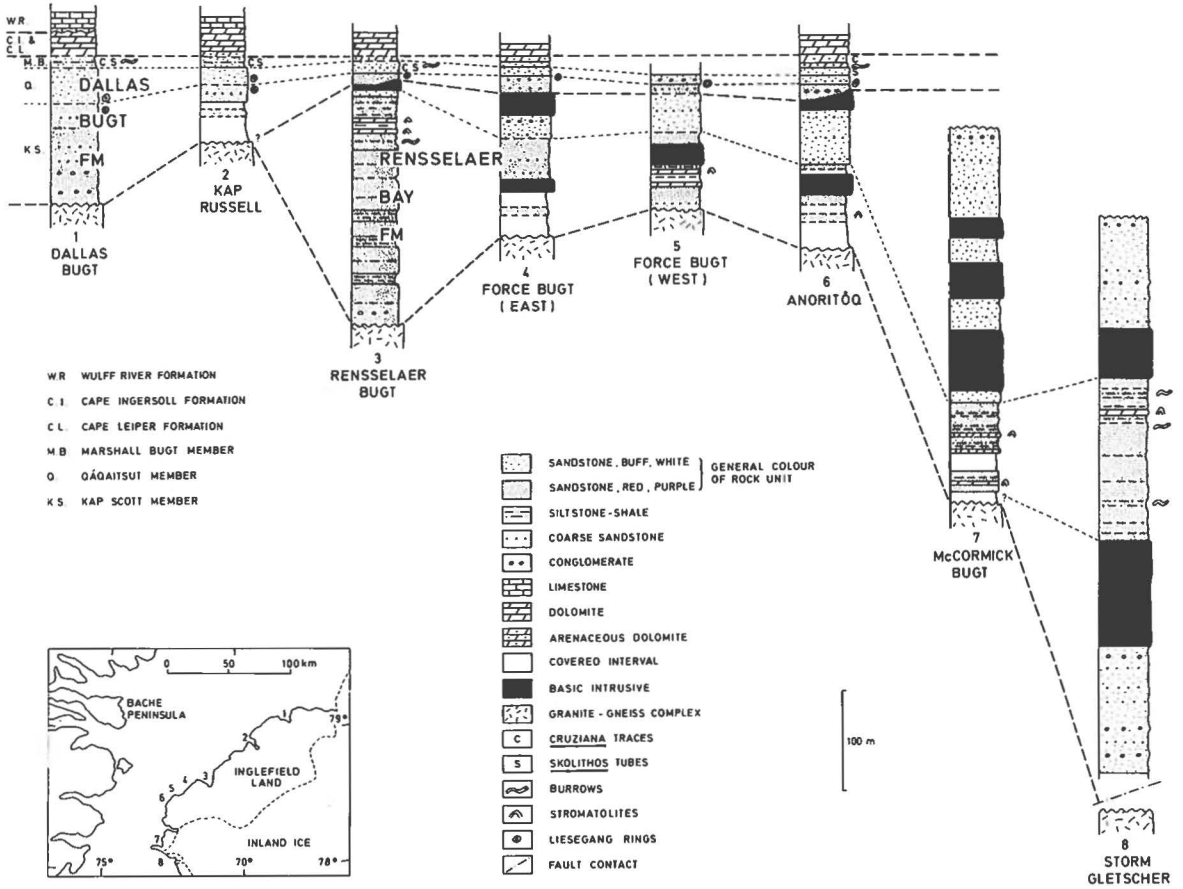 W.R.
C.I. &
C.L.
M.B.
Q.
K S.
C S
DALLAS
BUGT
FM
1
DALLAS
BUGT
C S
?
2
KAP
RUSSELL
C S
RENSSELAER
BAY
FM
3
RENSSELAER
BUGT
4
FORCE BUGT
(EAST)
5
FORCE BUGT
(WEST)
C
S
6
ANORITÔQ
?
7
McCORMICK
BUGT
8
STORM
GLETSCHER
W.R WULFF RIVER FORMATION
C.I. CAPE INGERSOLL FORMATION
C L. CAPE LEIPER FORMATION
M.B MARSHALL BUGT MEMBER
Q. QÁQAITSUT MEMBER
K S. KAP SCOTT MEMBER
SANDSTONE, BUFF, WHITE
SANDSTONE, RED, PURPLE
GENERAL COLOUR
OF ROCK UNIT
SILTSTONE-SHALE
COARSE SANDSTONE
CONGLOMERATE
LIMESTONE
DOLOMITE
ARENACEOUS DOLOMITE
COVERED INTERVAL
BASIC INTRUSIVE
GRANITE - GNEISS COMPLEX
C CRUZIANA TRACES
S SKOLITHOS TUBES
BURROWS
STROMATOLITES
LIESEGANG RINGS
FAULT CONTACT
100 m
0 50 100 km
BACHE
PENINSULA
79°
1
2
3
4
5
6
7
8
INGLEFIELD
LAND
INLAND ICE
75°
70°
78°